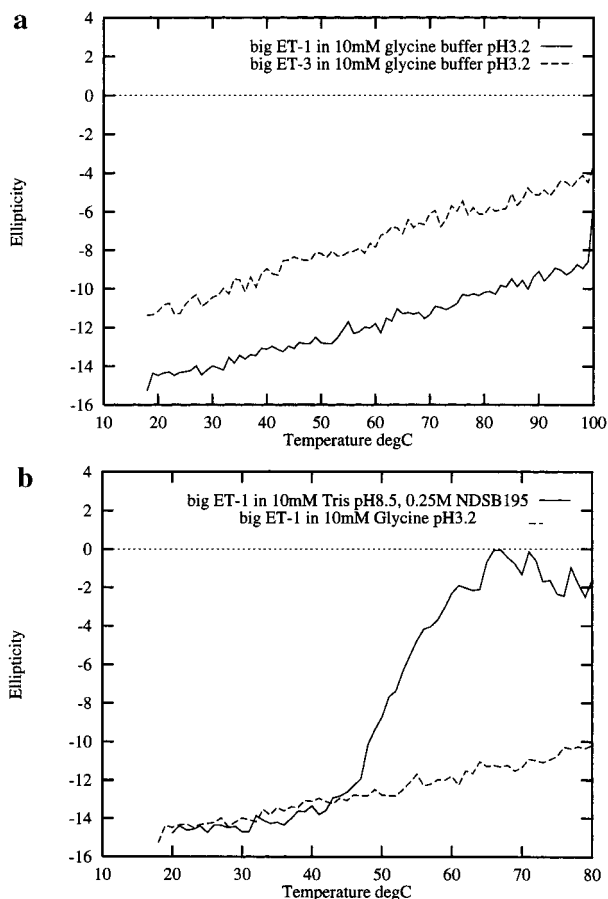 a
4
2
0
-2
-4
-6
-8
-10
-12
-14
-16
Ellipticity
big ET-1 in 10mM glycine buffer pH3.2
big ET-3 in 10mM glycine buffer pH3.2
10 20 30 40 50 60 70 80 90 100
Temperature degC
b
4
2
0
-2
-4
-6
-8
-10
-12
-14
-16
Ellipticity
big ET-1 in 10mM Tris pH8.5, 0.25M NDSB195
big ET-1 in 10mM Glycine pH3.2
10 20 30 40 50 60 70 80
Temperature degC